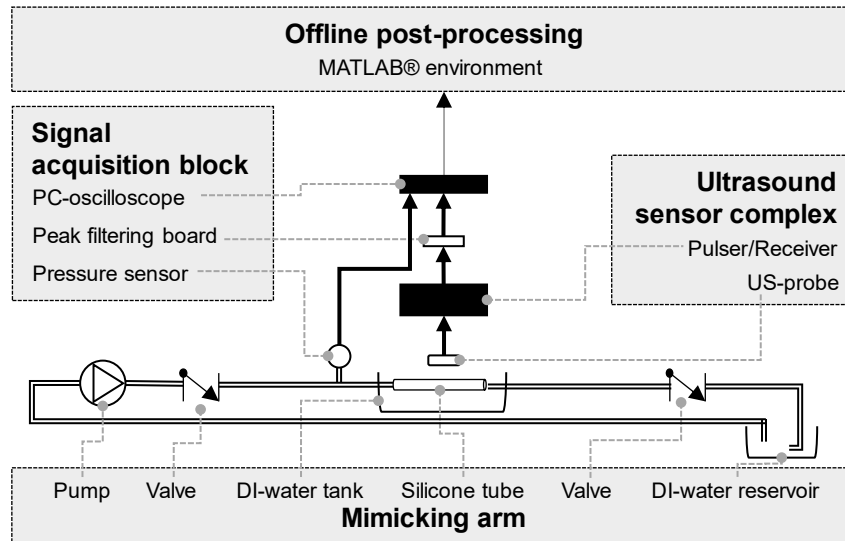 Offline post-processing
MATLAB® environment
Signal
acquisition block
PC-oscilloscope
Peak filtering board
Pressure sensor
Ultrasound
sensor complex
Pulser/Receiver
US-probe
Pump
Valve
DI-water tank
Silicone tube
Valve
DI-water reservoir
Mimicking arm